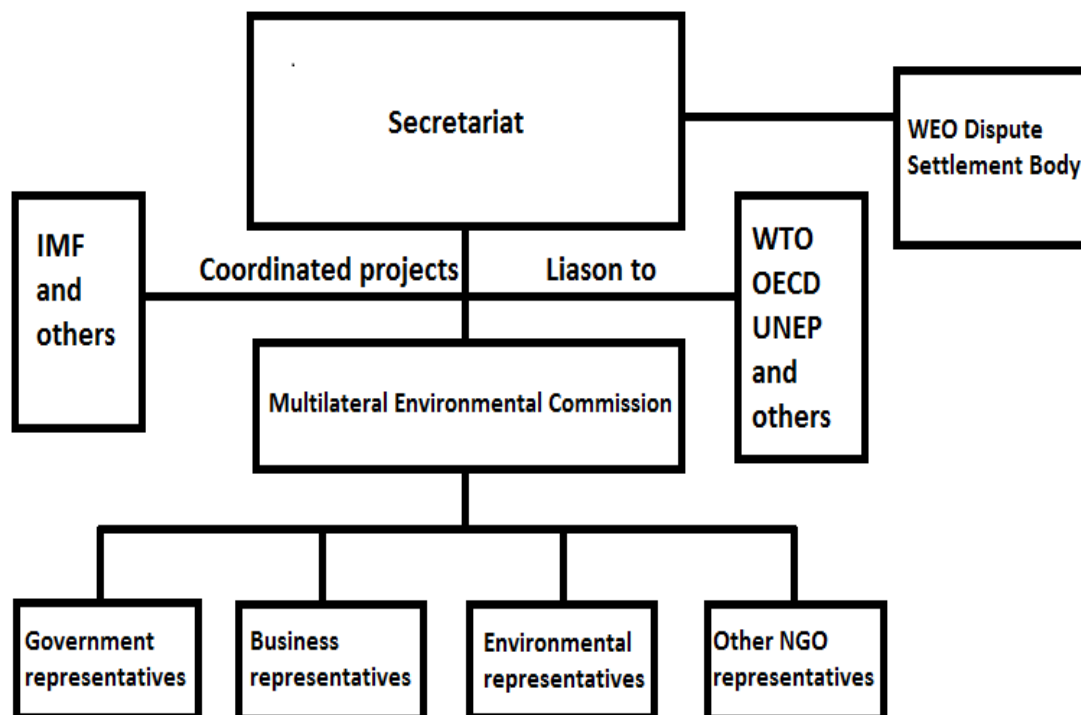 Secretariat
WEO Dispute
Settlement Body
IMF
and
others
Coordinated projects
Liason to
WTO
OECD
UNEP
and
others
Multilateral Environmental Commission
Government
representatives
Business
representatives
Environmental
representatives
Other NGO
representatives